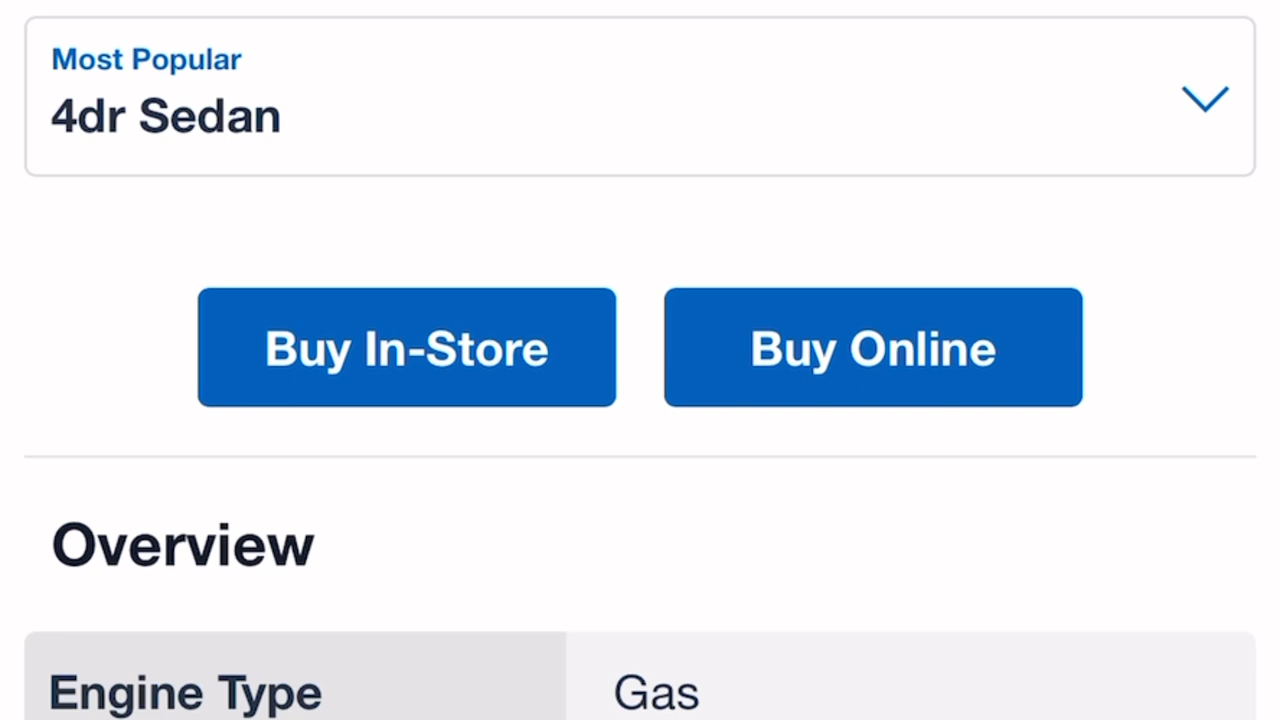 Most Popular
4dr Sedan
Buy In-Store
Buy Online
Overview
Engine Type
Gas